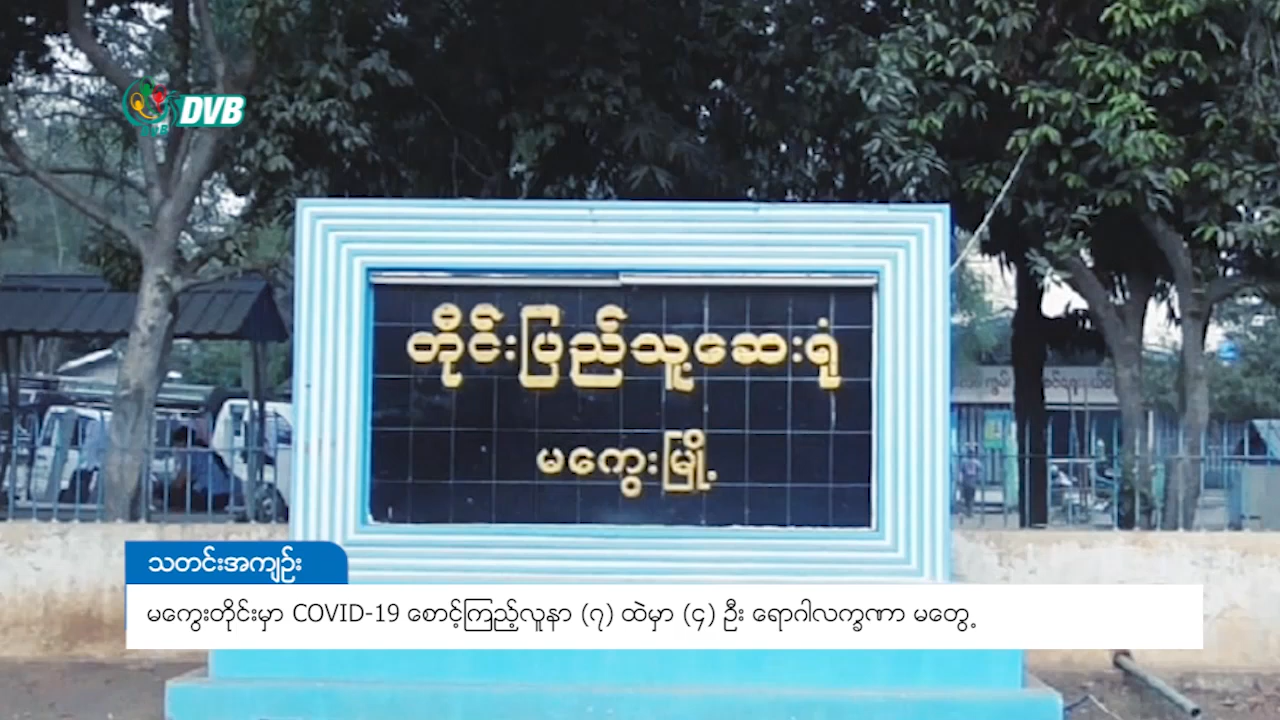 DVB
DVB
တိုင်းပြည်သူ့ဆေးရုံ
မကွေးမြို့
သတင်းအကျဉ်း
မကွေးတိုင်းမှာ COVID-19 စောင့်ကြည့်လူနာ (၇) ထဲမှာ (၄) ဦး ရောဂါလက္ခဏာ မတွေ့